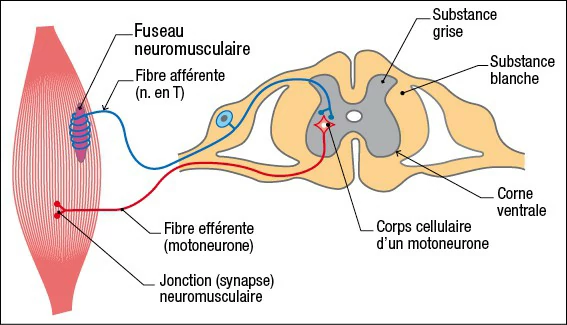 Fuseau
neuromusculaire
Fibre afférente
(n. en T)
Substance
grise
Substance
blanche
Corne
ventrale
Corps cellulaire
d'un motoneurone
Fibre efférente
(motoneurone)
Jonction (synapse)
neuromusculaire